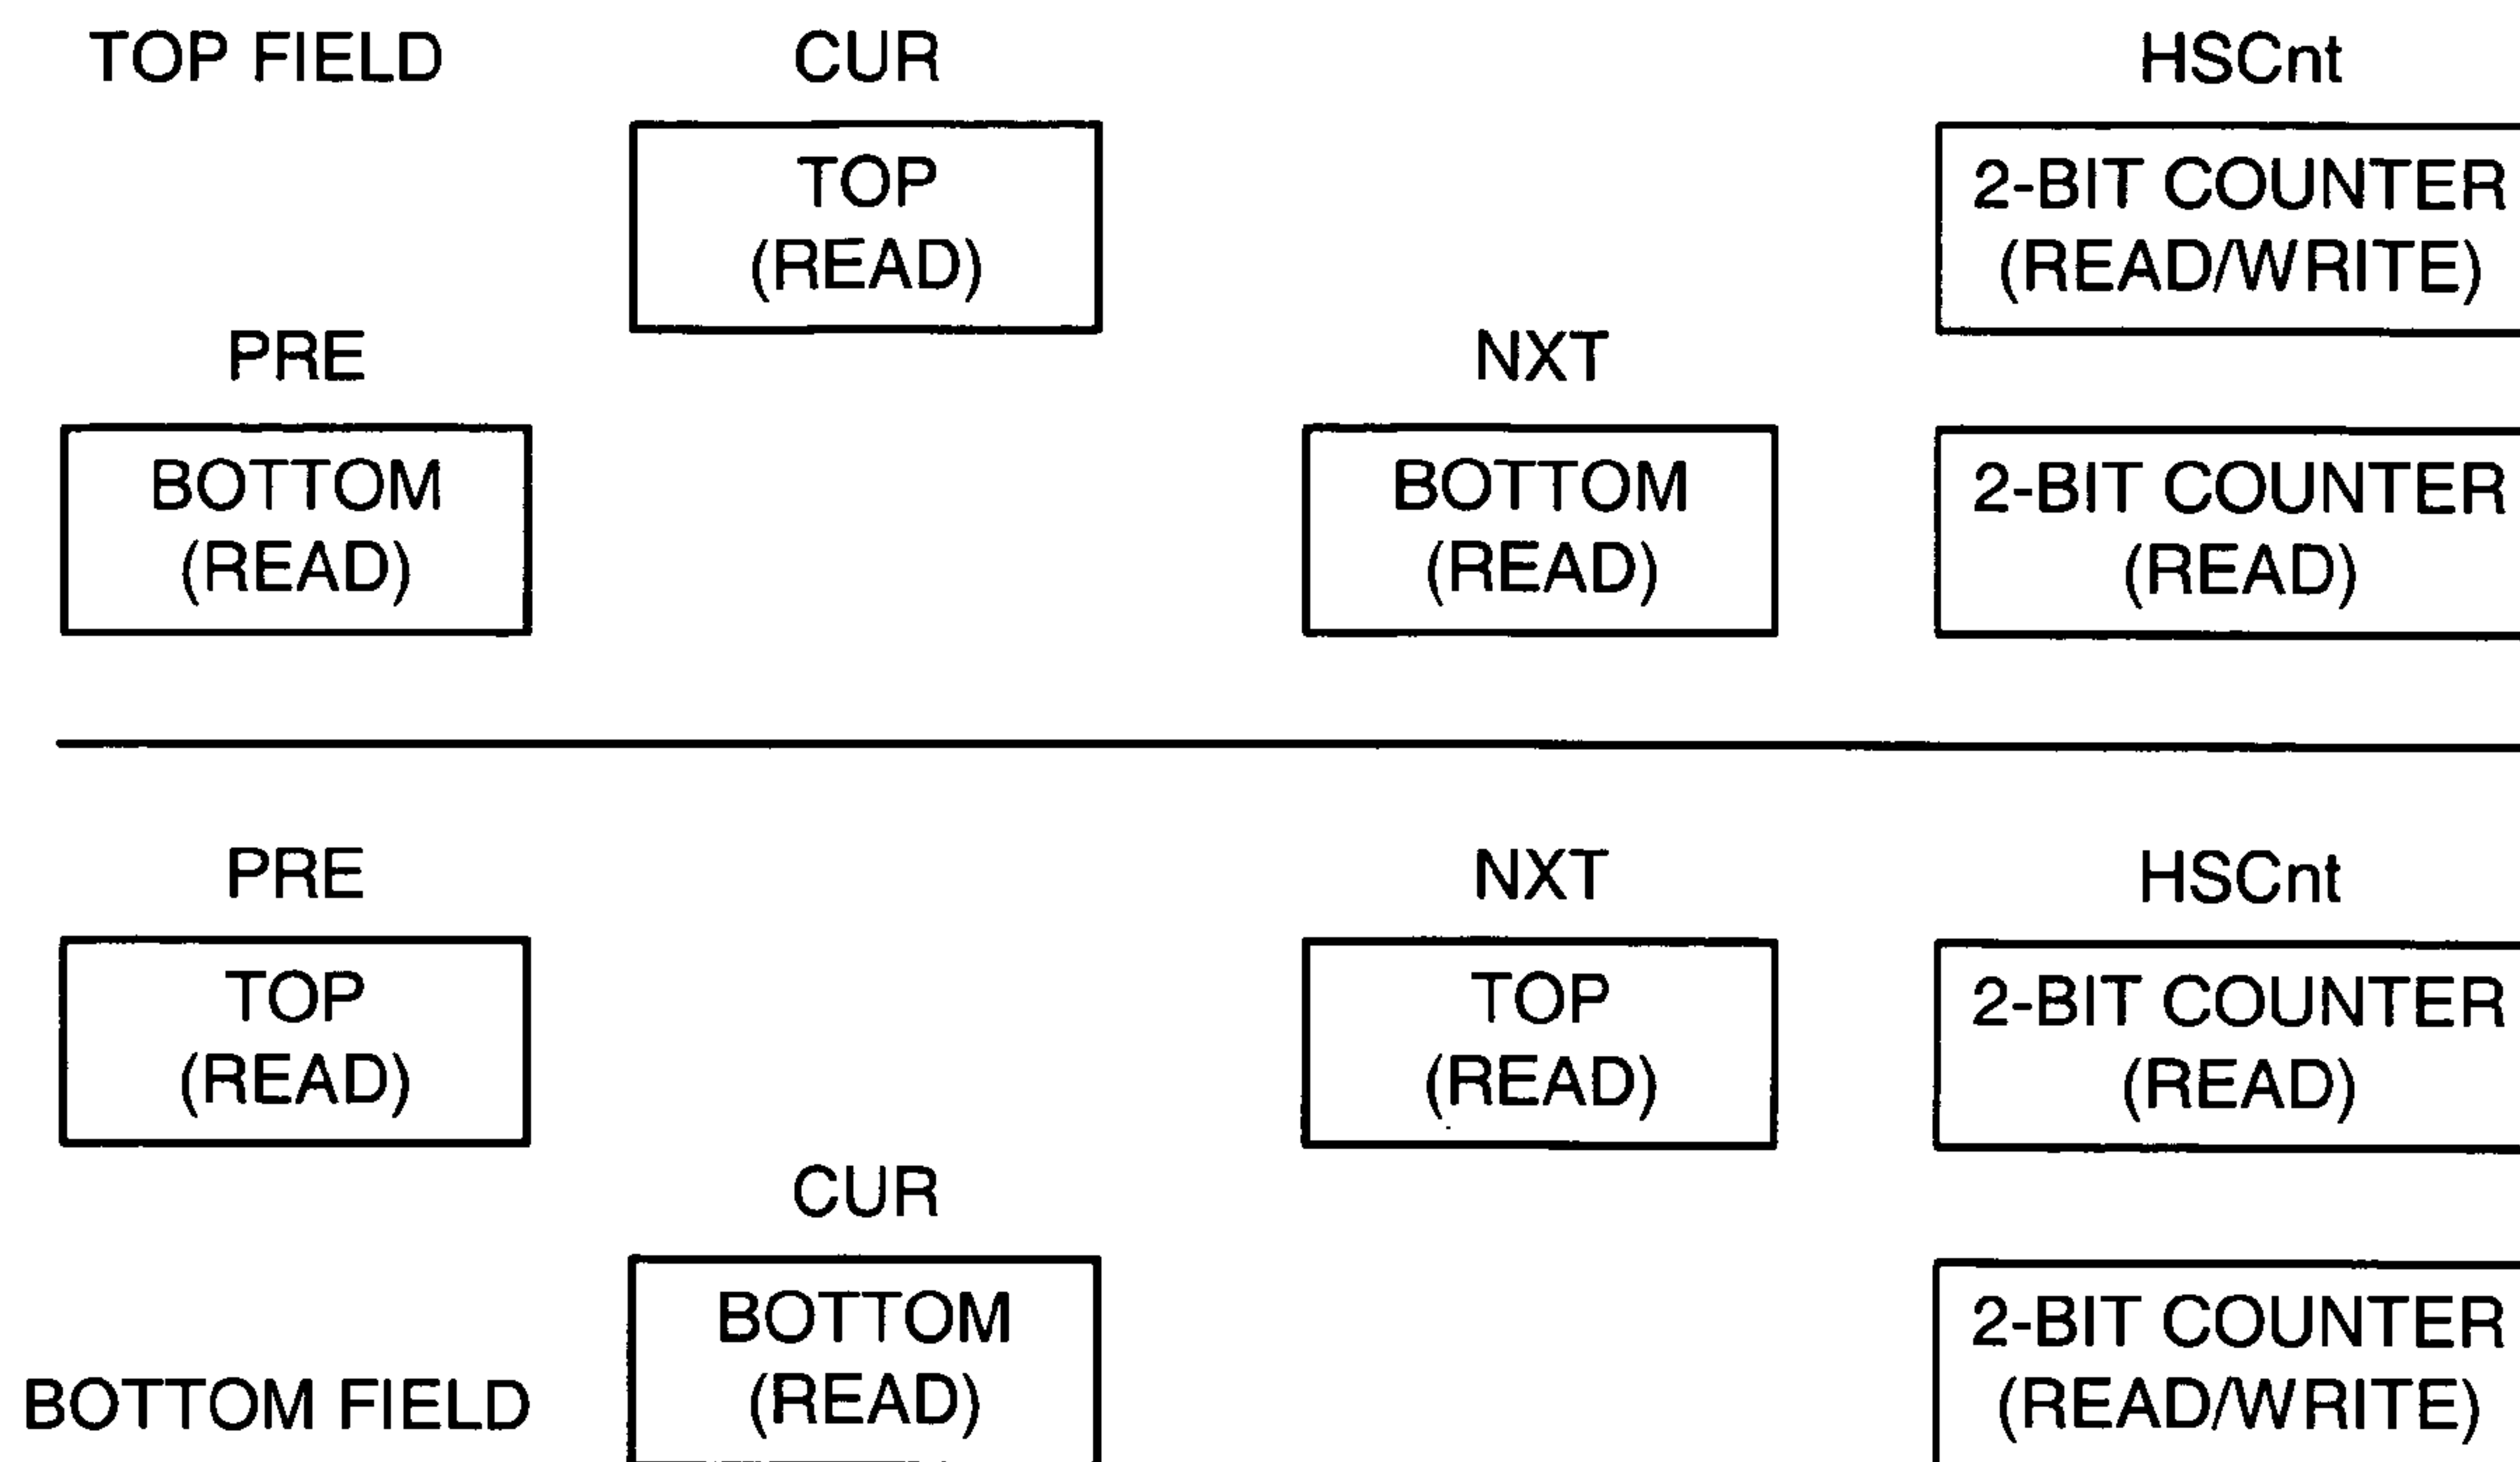 TOP FIELD
CUR
HSCnt
TOP
(READ)
2-BIT COUNTER
(READ/WRITE)
PRE
NXT
BOTTOM
(READ)
BOTTOM
(READ)
2-BIT COUNTER
(READ)
PRE
NXT
HSCnt
TOP
(READ)
TOP
(READ)
2-BIT COUNTER
(READ)
CUR
BOTTOM
(READ)
2-BIT COUNTER
(READ/WRITE)
BOTTOM FIELD